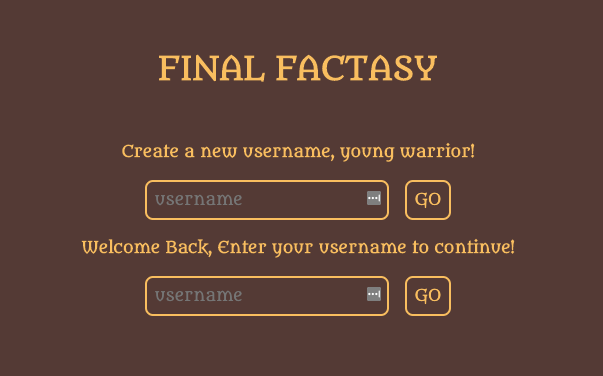 FINAL FACTASY
Create a new username, young warrior!
username
GO
Welcome Back, Enter your username to continue!
username
GO